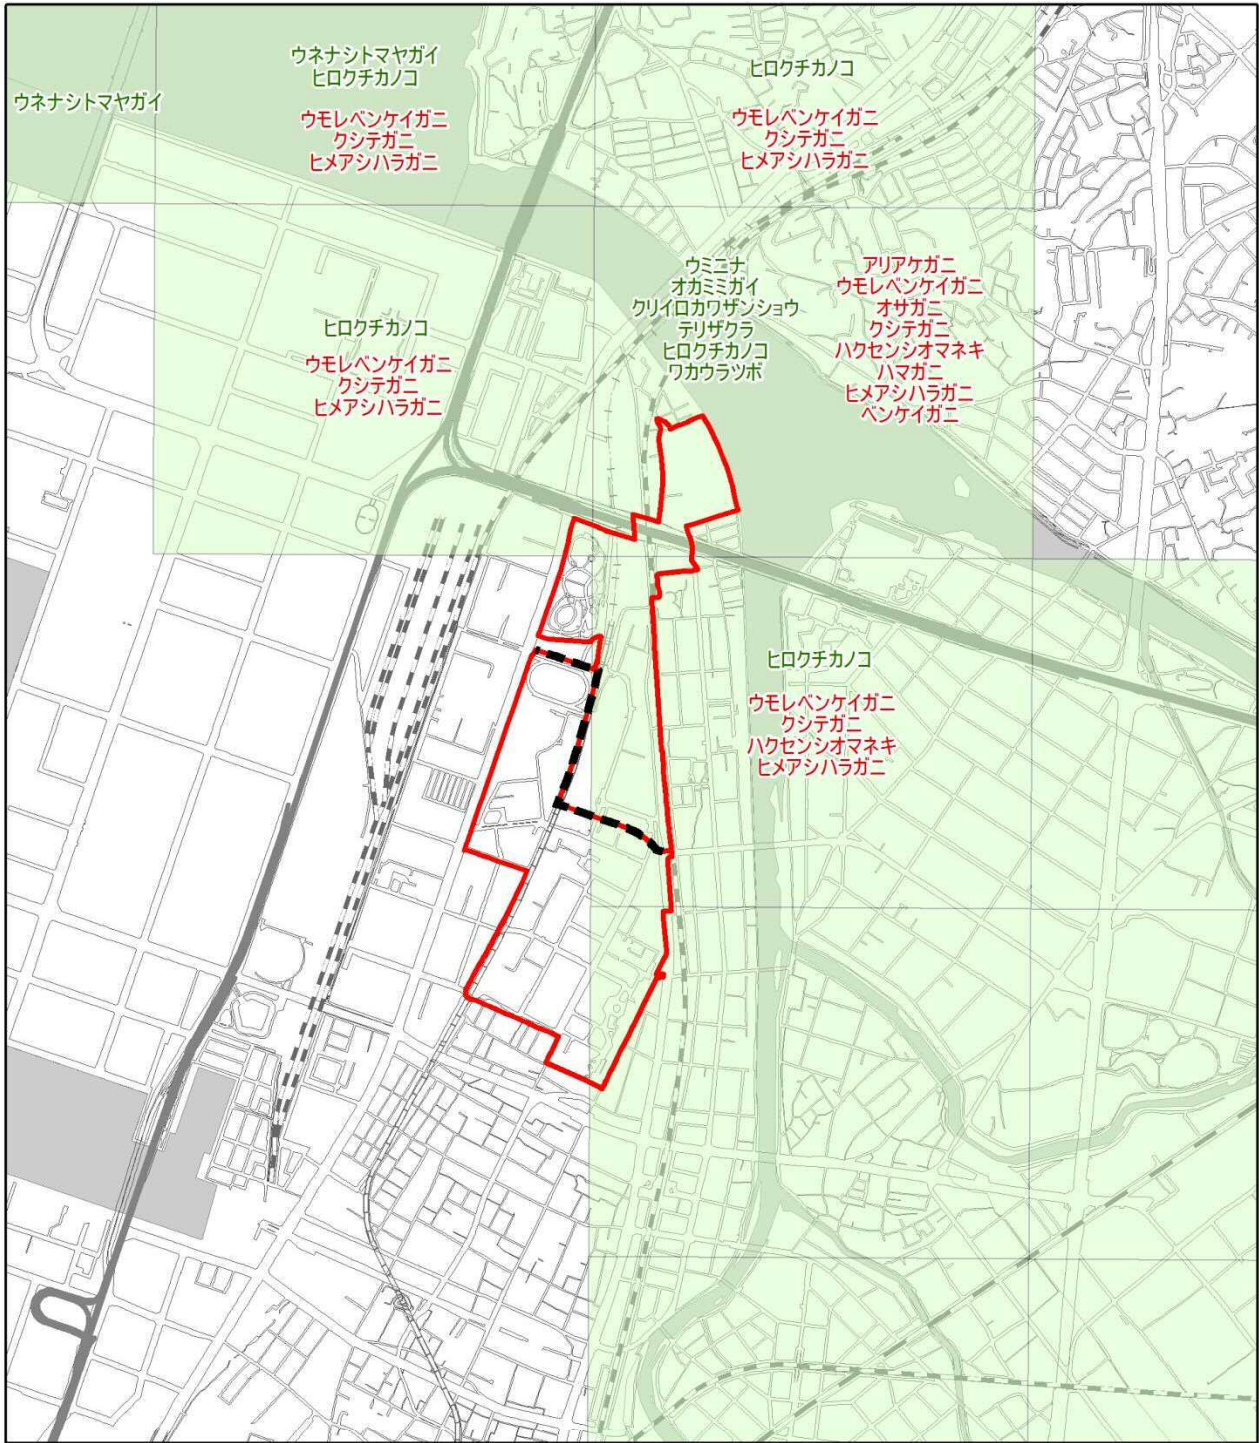 ウネナシトマヤガイ
ウネナシトマヤガイ
ヒロクチカノコ
ウモレベンケイガニ
クシテガニ
ヒメアシハラガニ
ヒロクチカノコ
ウモレベンケイガニ
クシテガニ
ヒメアシハラガニ
ヒロクチカノコ
ウモレベンケイガニ
クシテガニ
ヒメアシハラガニ
ウミニナ
オカミミガイ
クリイロカワザンショウ
テリザクラ
ヒロクチカノコ
ワカウラツボ
アリアケガニ
ウモレベンケイガニ
オサガニ
クシテガニ
ハクセンシオマネキ
ハマガニ
ヒメアシハラガニ
ベンケイガニ
ヒロクチカノコ
ウモレベンケイガニ
クシテガニ
ハクセンシオマネキ
ヒメアシハラガニ